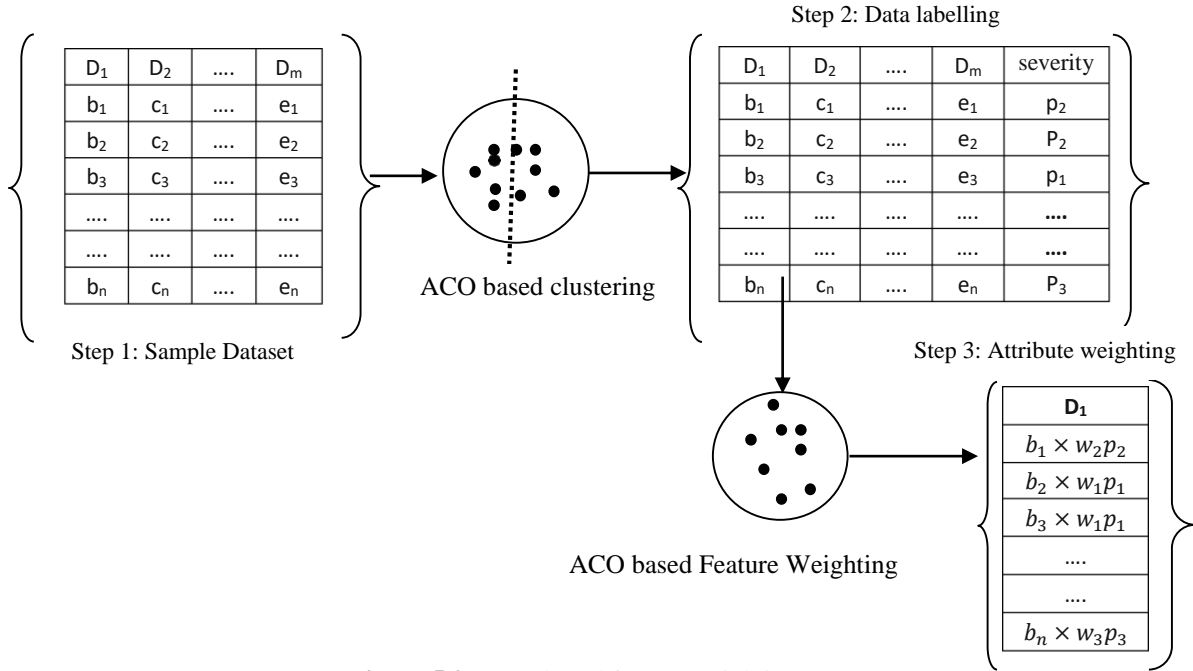 Step 2: Data labelling
D₁ D₂ .... Dₘ
b₁ c₁ .... e₁
b₂ c₂ .... e₂
b₃ c₃ .... e₃
.... .... .... ....
.... .... .... ....
bₙ cₙ .... eₙ
Step 1: Sample Dataset
ACO based clustering
D₁ D₂ .... Dₘ severity
b₁ c₁ .... e₁ p₂
b₂ c₂ .... e₂ P₂
b₃ c₃ .... e₃ p₁
.... .... .... .... ....
.... .... .... .... ....
bₙ cₙ .... eₙ P₃
Step 3: Attribute weighting
ACO based Feature Weighting
D₁
b₁ × w₂p₂
b₂ × w₁p₁
b₃ × w₁p₁
....
....
bₙ × w₃p₃